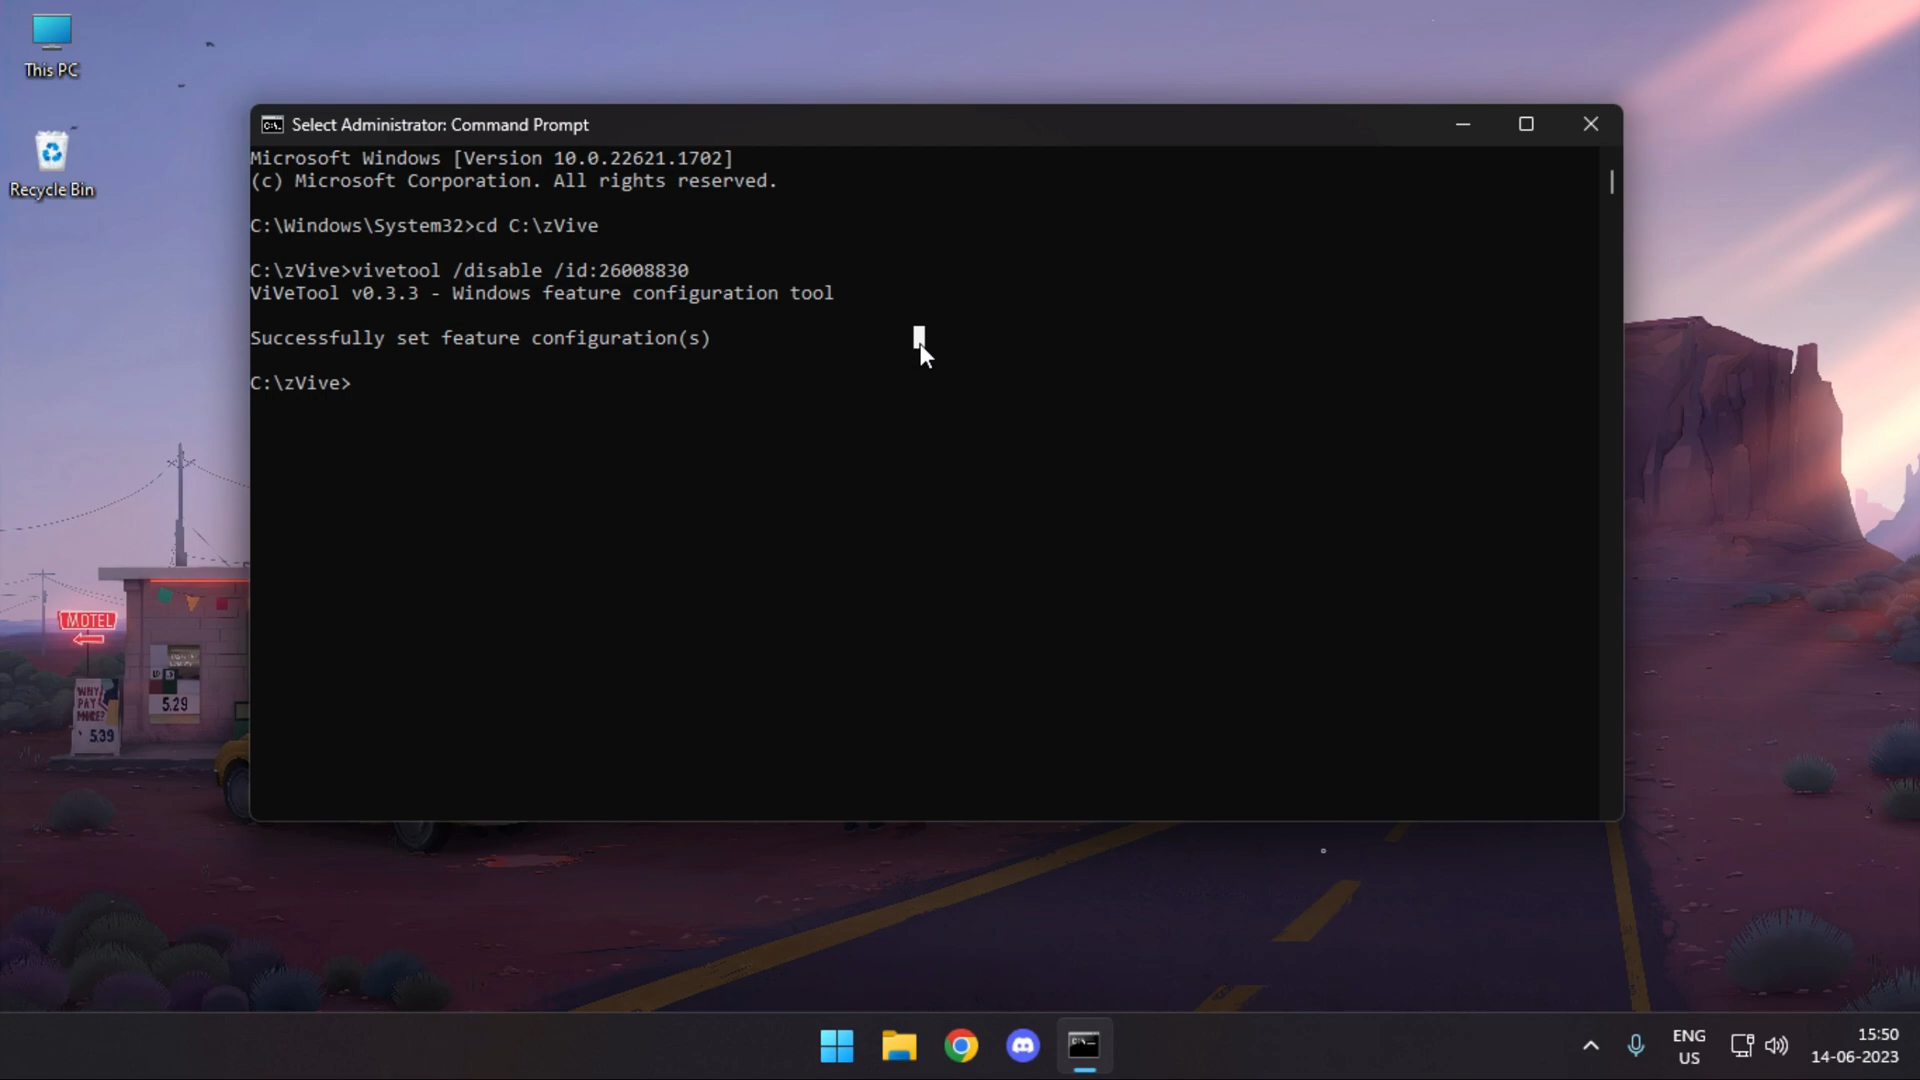 This PC
Recycle Bin
Select Administrator: Command Prompt
Microsoft Windows [Version 10.0.22621.1702]
(c) Microsoft Corporation. All rights reserved.
C:\Windows\System32>cd C:\zVive
C:\zVive>vivetool /disable /id:26008830
ViVeTool v0.3.3 - Windows feature configuration tool
Successfully set feature configuration(s)
C:\zVive>
MOTEL
5.29
WHY
PAY
MORE?
5.39
ENG
US
15:50
14-06-2023